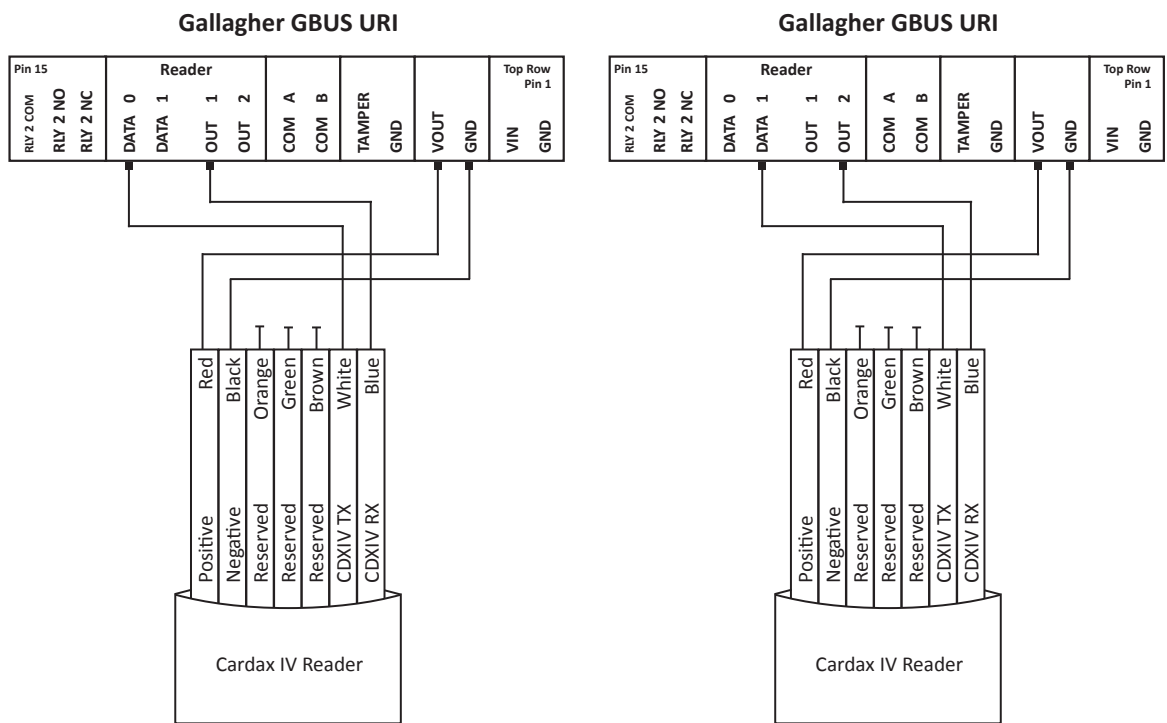 Gallagher GBUS URI
Pin 15
Reader
Top Row
Pin 1
RLY 2 COM
RLY 2 NO
RLY 2 NC
DATA 0
DATA 1
OUT 1
OUT 2
COM A
COM B
TAMPER
GND
VOUT
GND
VIN
GND
Red
Black
Orange
Green
Brown
White
Blue
Positive
Negative
Reserved
Reserved
Reserved
CDXIV TX
CDXIV RX
Cardax IV Reader
Gallagher GBUS URI
Pin 15
Reader
Top Row
Pin 1
RLY 2 COM
RLY 2 NO
RLY 2 NC
DATA 0
DATA 1
OUT 1
OUT 2
COM A
COM B
TAMPER
GND
VOUT
GND
VIN
GND
Red
Black
Orange
Green
Brown
White
Blue
Positive
Negative
Reserved
Reserved
Reserved
CDXIV TX
CDXIV RX
Cardax IV Reader